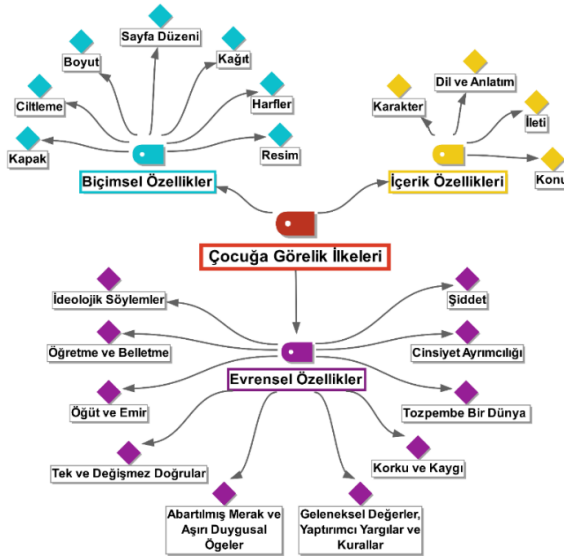 Sayfa Düzeni
Boyut
Kağıt
Ciltleme
Harfler
Kapak
Resim
Biçimsel Özellikler
Dil ve Anlatım
Karakter
İleti
Konu
İçerik Özellikleri
Çocuğa Görelik İlkeleri
İdeolojik Söylemler
Şiddet
Öğretme ve Belletme
Cinsiyet Ayrımcılığı
Evrensel Özellikler
Öğüt ve Emir
Tozpembe Bir Dünya
Tek ve Değişmez Doğrular
Korku ve Kaygı
Abartılmış Merak ve
Aşırı Duygusal
Ögeler
Geleneksel Değerler,
Yaptırımcı Yargılar ve
Kurallar